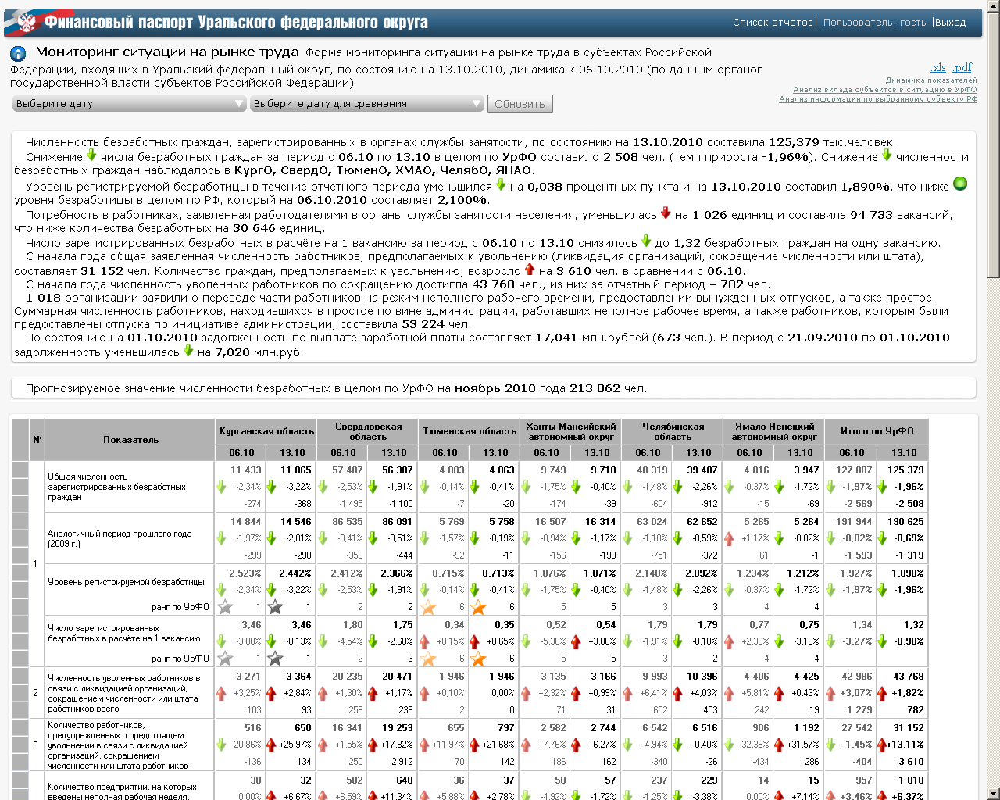 Финансовый паспорт Уральского федерального округа
Список отчетов| Пользователь: гость |Выход
Мониторинг ситуации на рынке труда Форма мониторинга ситуации на рынке труда в субъектах Российской
Федерации, входящих в Уральский федеральный округ, по состоянию на 13.10.2010, динамика к 06.10.2010 (по данным органов
государственной власти субъектов Российской Федерации)
.xls .pdf
Динамика показателей
Анализ вклада субъектов в ситуацию в УрФО
Анализ информации по выбранному субъекту РФ
Выберите дату Выберите дату для сравнения Обновить
Численность безработных граждан, зарегистрированных в органах службы занятости, по состоянию на 13.10.2010 составила 125,379 тыс.человек.
Снижение числа безработных граждан за период с 06.10 по 13.10 в целом по УрФО составило 2 508 чел. (темп прироста -1,96%). Снижение численности
безработных граждан наблюдалось в КургО, СвердО, ТюменО, ХМАО, ЧелябО, ЯНАО.
Уровень регистрируемой безработицы в течение отчетного периода уменьшился на 0,038 процентных пункта и на 13.10.2010 составил 1,890%, что ниже
уровня безработицы в целом по РФ, который на 06.10.2010 составляет 2,100%.
Потребность в работниках, заявленная работодателями в органы службы занятости населения, уменьшилась на 1 026 единиц и составила 94 733 вакансий,
что ниже количества безработных на 30 646 единиц.
Число зарегистрированных безработных в расчёте на 1 вакансию за период с 06.10 по 13.10 снизилось до 1,32 безработных граждан на одну вакансию.
С начала года общая заявленная численность работников, предполагаемых к увольнению (ликвидация организаций, сокращение численности или штата),
составляет 31 152 чел. Количество граждан, предполагаемых к увольнению, возросло на 3 610 чел. в сравнении с 06.10.
С начала года численность уволенных работников по сокращению достигла 43 768 чел., из них за отчетный период – 782 чел.
1 018 организации заявили о переводе части работников на режим неполного рабочего времени, предоставлении вынужденных отпусков, а также простое.
Суммарная численность работников, находившихся в простое по вине администрации, работавших неполное рабочее время, а также работников, которым были
предоставлены отпуска по инициативе администрации, составила 53 224 чел.
По состоянию на 01.10.2010 задолженность по выплате заработной платы составляет 17,041 млн.рублей (673 чел.). В период с 21.09.2010 по 01.10.2010
задолженность уменьшилась на 7,020 млн.руб.
Прогнозируемое значение численности безработных в целом по УрФО на ноябрь 2010 года 213 862 чел.
№ Показатель Курганская область Свердловская область Тюменская область Ханты-Мансийский автономный округ Челябинская область Ямало-Ненецкий автономный округ Итого по УрФО
06.10 13.10 06.10 13.10 06.10 13.10 06.10 13.10 06.10 13.10 06.10 13.10 06.10 13.10
1
Общая численность зарегистрированных безработных граждан
11 433 11 065 57 487 56 387 4 883 4 863 9 749 9 710 40 319 39 407 4 016 3 947 127 887 125 379
-2,34% -3,22% -2,53% -1,91% -0,14% -0,41% -1,75% -0,40% -1,48% -2,26% -0,37% -1,72% -1,97% -1,96%
-274 -368 -1 495 -1 100 -7 -20 -174 -39 -604 -912 -15 -69 -2 569 -2 508
Аналогичный период прошлого года (2009 г.)
14 844 14 546 86 535 86 091 5 769 5 758 16 507 16 314 63 024 62 652 5 265 5 264 191 944 190 625
-1,97% -2,01% -0,41% -0,51% -1,57% -0,19% -0,94% -1,17% -1,18% -0,59% +1,17% -0,02% -0,82% -0,69%
-299 -298 -356 -444 -92 -11 -156 -193 -751 -372 61 -1 -1 593 -1 319
Уровень регистрируемой безработицы
2,523% 2,442% 2,412% 2,366% 0,715% 0,713% 1,076% 1,071% 2,140% 2,092% 1,234% 1,212% 1,927% 1,890%
-2,34% -3,22% -2,53% -1,91% -0,14% -0,41% -1,75% -0,40% -1,48% -2,26% -0,37% -1,72% -1,97% -1,96%
ранг по УрФО 1 1 2 2 6 6 5 5 3 3 4 4
Число зарегистрированных безработных в расчёте на 1 вакансию
3,46 3,46 1,80 1,75 0,34 0,35 0,52 0,54 1,79 1,79 0,77 0,75 1,34 1,32
-3,08% -0,13% -4,54% -2,68% +0,15% +0,65% -5,30% +3,00% -1,91% -0,10% +2,39% -3,10% -3,27% -0,90%
ранг по УрФО 1 1 2 3 6 6 5 5 3 2 4 4
2
Численность уволенных работников в связи с ликвидацией организаций, сокращением численности или штата работников всего
3 271 3 364 20 235 20 471 1 946 1 946 3 135 3 166 9 993 10 396 4 406 4 425 42 986 43 768
+3,25% +2,84% +1,30% +1,17% +0,10% 0,00% +2,32% +0,99% +6,41% +4,03% +5,81% +0,43% +3,07% +1,82%
103 93 259 236 2 0 71 31 602 403 242 19 1 279 782
3
Количество работников, предупрежденных о предстоящем увольнении в связи с ликвидацией организаций, сокращением численности или штата работников
516 650 16 341 19 253 655 797 2 582 2 744 6 542 6 516 906 1 192 27 542 31 152
-20,86% +25,97% +1,55% +17,82% +11,97% +21,68% +7,76% +6,27% -4,94% -0,40% -32,39% +31,57% -1,45% +13,11%
-136 134 250 2 912 70 142 186 162 -340 -26 -434 286 -404 3 610
Количество предприятий, на которых введены неполная рабочая неделя,
30 32 582 648 36 37 58 57 237 229 14 15 957 1 018
0,00% +6,67% +6,59% +11,34% +5,88% +2,78% -4,92% -1,72% -1,25% -3,38% 0,00% +7,14% +3,46% +6,37%